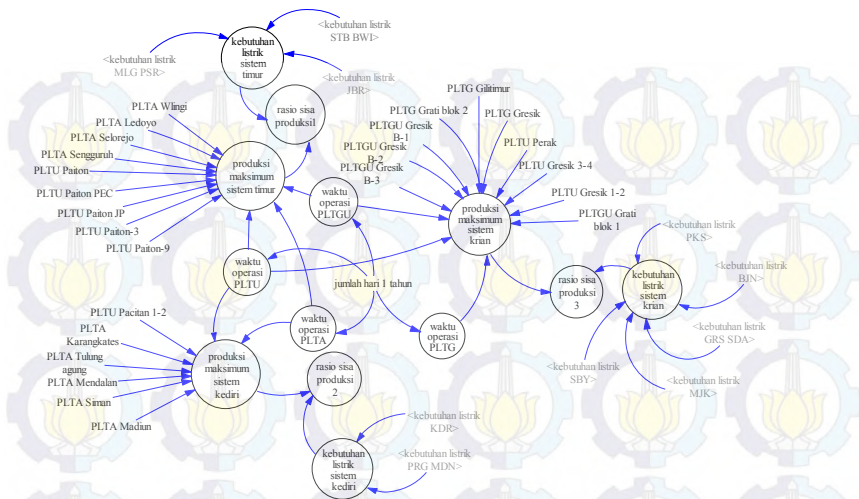 <kebutuhan listrik
STB BWI>
<kebutuhan listrik
MLG PSR>
kebutuhan
listrik
sistem
timur
<kebutuhan listrik
JBR>
rasio sisa
produksi1
PLTA Wlingi
PLTA Ledoyo
PLTA Selorejo
PLTA Sengguruh
PLTU Paiton
PLTU Paiton PEC
PLTU Paiton JP
PLTU Paiton-3
PLTU Paiton-9
produksi
maksimum
sistem timur
PLTG Gilitimur
PLTG Grati blok 2
PLTG Gresik
PLTGU Gresik
B-1
PLTU Perak
PLTGU Gresik
B-2
PLTU Gresik 3-4
PLTGU Gresik
B-3
PLTU Gresik 1-2
PLTGU Grati
blok 1
waktu
operasi
PLTGU
produksi
maksimum
sistem
krian
waktu
operasi
PLTU
jumlah hari 1 tahun
<kebutuhan listrik
PKS>
<kebutuhan listrik
BJN>
rasio sisa
produksi
3
kebutuhan
listrik
sistem
krian
<kebutuhan listrik
GRS SDA>
<kebutuhan listrik
SBY>
<kebutuhan listrik
MJK>
waktu
operasi
PLTA
waktu
operasi
PLTG
PLTU Pacitan 1-2
PLTA
Karangkates
PLTA Tulung
agung
PLTA Mendalan
PLTA Siman
PLTA Madiun
produksi
maksimum
sistem
kediri
rasio sisa
produksi
2
<kebutuhan listrik
KDR>
kebutuhan
listrik
sistem
kediri
<kebutuhan listrik
PRG MDN>